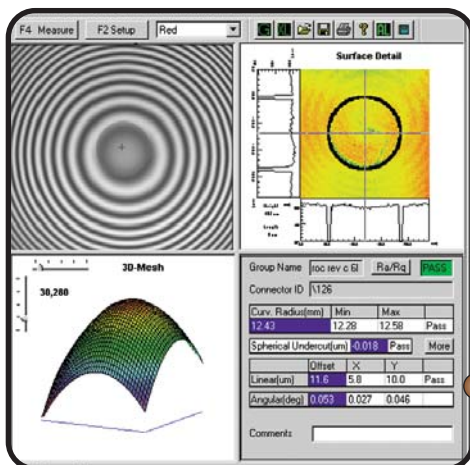 F4 Measure F2 Setup Red
Surface Detail
3D-Mesh
30,280
Group Name roc rev c 6l Ra/Rq PASS
Connector ID \126
Curv. Radius(mm) Min Max
12.43 12.28 12.58 Pass
Spherical Undercut(um) -0.018 Pass More
Offset X Y
Linear(um) 11.6 5.8 10.0 Pass
Angular(deg) 0.053 0.027 0.046
Comments